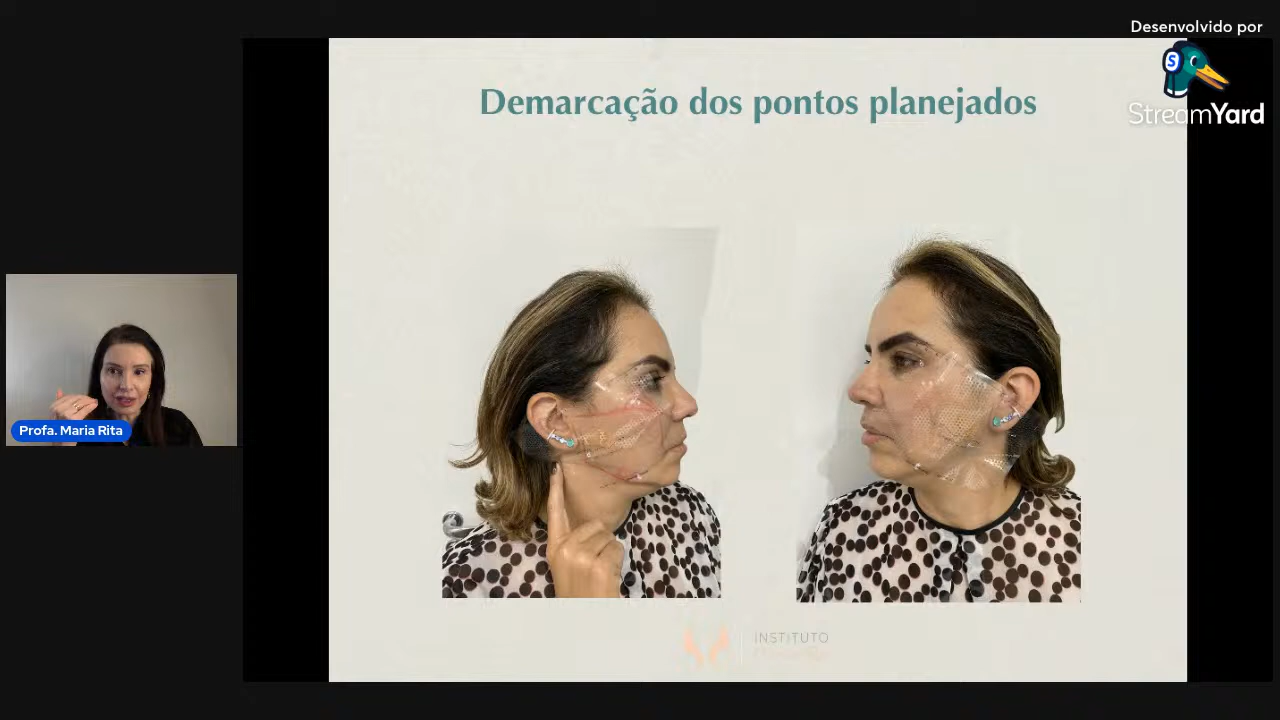 Desenvolvido por
StreamYard
Demarcação dos pontos planejados
Profa. Maria Rita
INSTITUTO